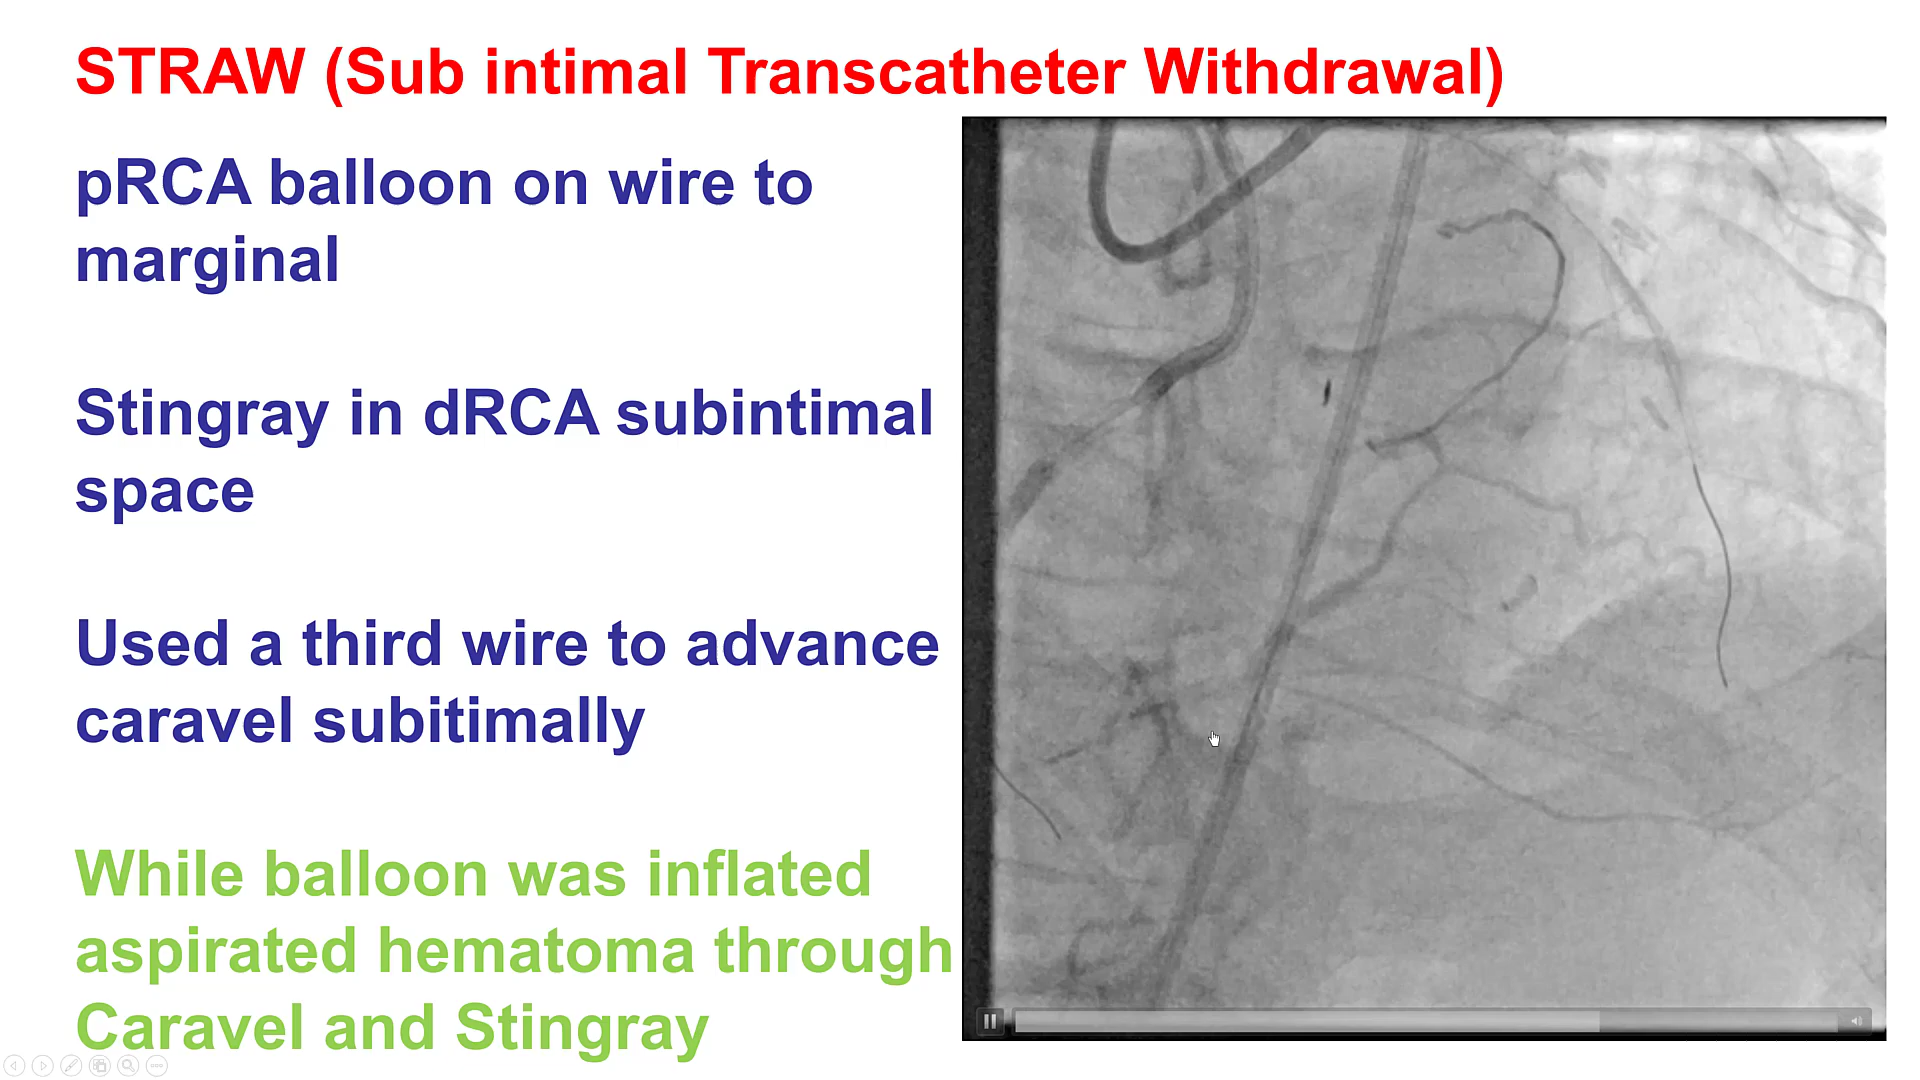 STRAW (Sub intimal Transcatheter Withdrawal)
pRCA balloon on wire to
marginal
Stingray in dRCA subintimal
space
Used a third wire to advance
caravel subitimally
While balloon was inflated
aspirated hematoma through
Caravel and Stingray